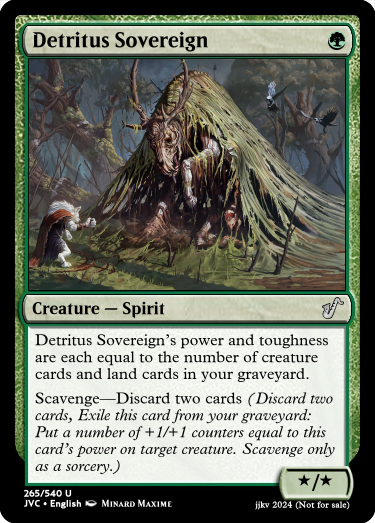 Detritus Sovereign
Creature — Spirit
Detritus Sovereign's power and toughness
are each equal to the number of creature
cards and land cards in your graveyard.
Scavenge—Discard two cards (Discard two
cards, Exile this card from your graveyard:
Put a number of +1/+1 counters equal to this
card's power on target creature. Scavenge only
as a sorcery.)
★/★
265/540 U
JVC • English Minard Maxime
jjkv 2024 (Not for sale)